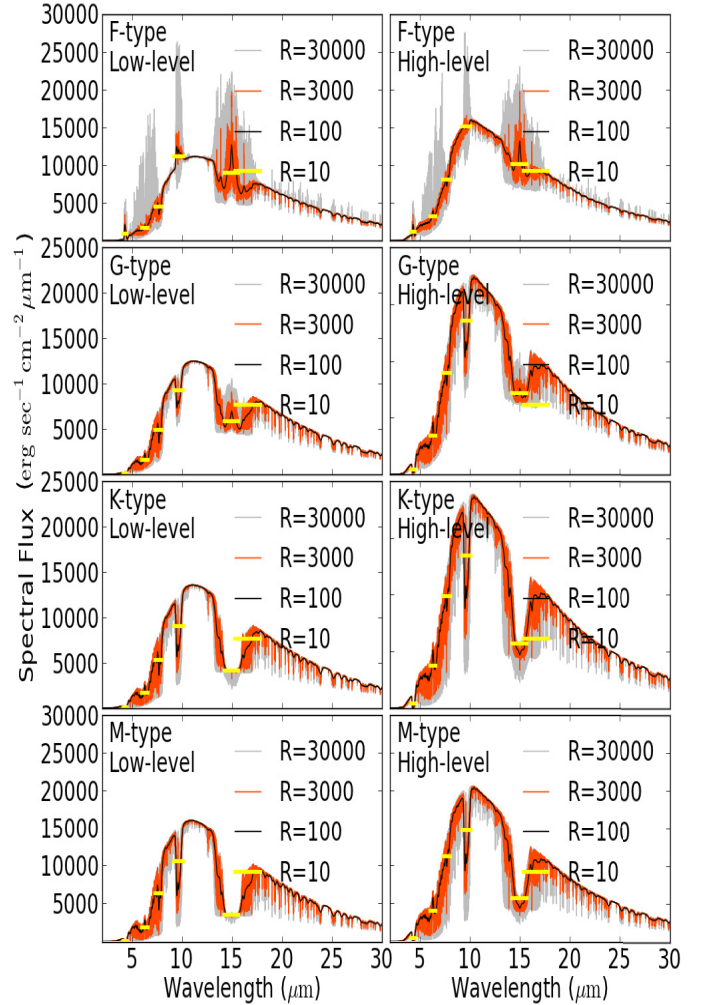 30000
25000
20000
15000
10000
5000
F-type
Low-level
R=30000
R=3000
R=100
R=10
F-type
High-level
R=30000
R=3000
R=100
R=10
25000
20000
15000
10000
5000
G-type
Low-level
R=30000
R=3000
R=100
R=10
G-type
High-level
R=30000
R=3000
R=100
R=10
25000
20000
15000
10000
5000
K-type
Low-level
R=30000
R=3000
R=100
R=10
K-type
High-level
R=30000
R=3000
R=100
R=10
30000
25000
20000
15000
10000
5000
M-type
Low-level
R=30000
R=3000
R=100
R=10
M-type
High-level
R=30000
R=3000
R=100
R=10
5 10 15 20 25 30
5 10 15 20 25 30
Wavelength (μm)
Wavelength (μm)
Spectral Flux (erg sec⁻¹ cm⁻² μm⁻¹)